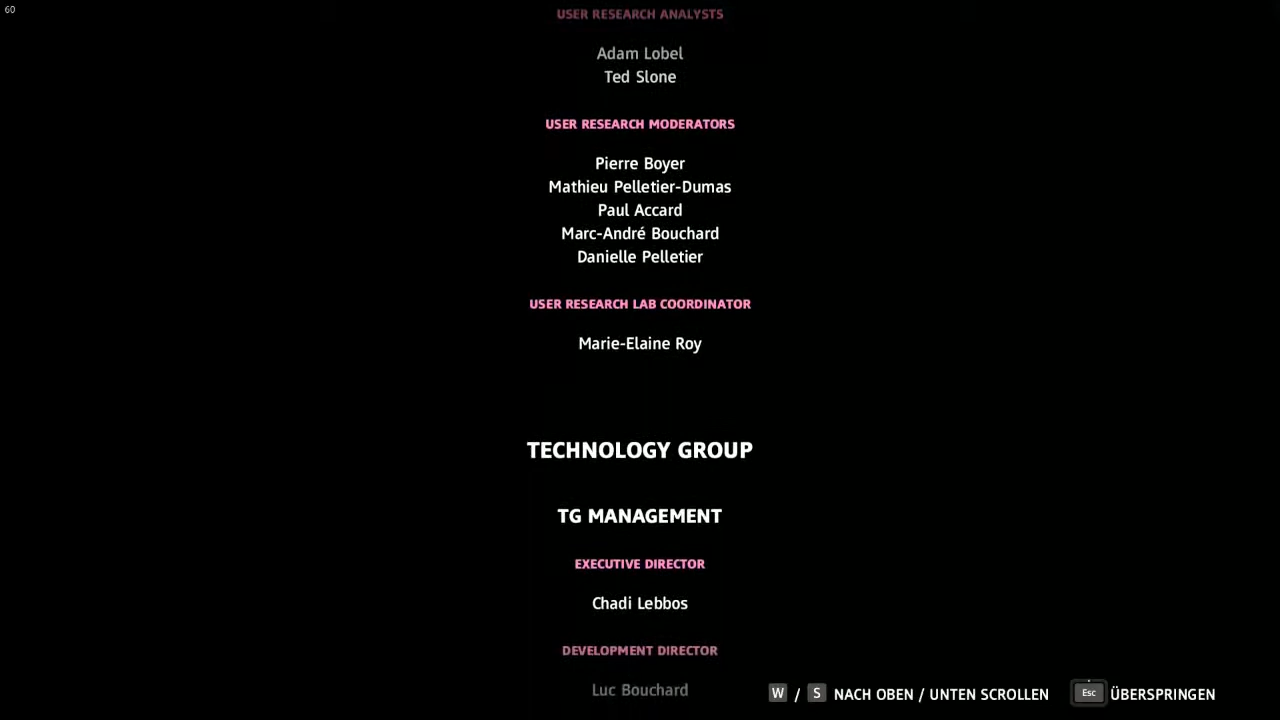 60
USER RESEARCH ANALYSTS
Adam Lobel
Ted Slone
USER RESEARCH MODERATORS
Pierre Boyer
Mathieu Pelletier-Dumas
Paul Accard
Marc-André Bouchard
Danielle Pelletier
USER RESEARCH LAB COORDINATOR
Marie-Elaine Roy
TECHNOLOGY GROUP
TG MANAGEMENT
EXECUTIVE DIRECTOR
Chadi Lebbos
DEVELOPMENT DIRECTOR
Luc Bouchard
W / S NACH OBEN / UNTEN SCROLLEN Esc ÜBERSPRINGEN